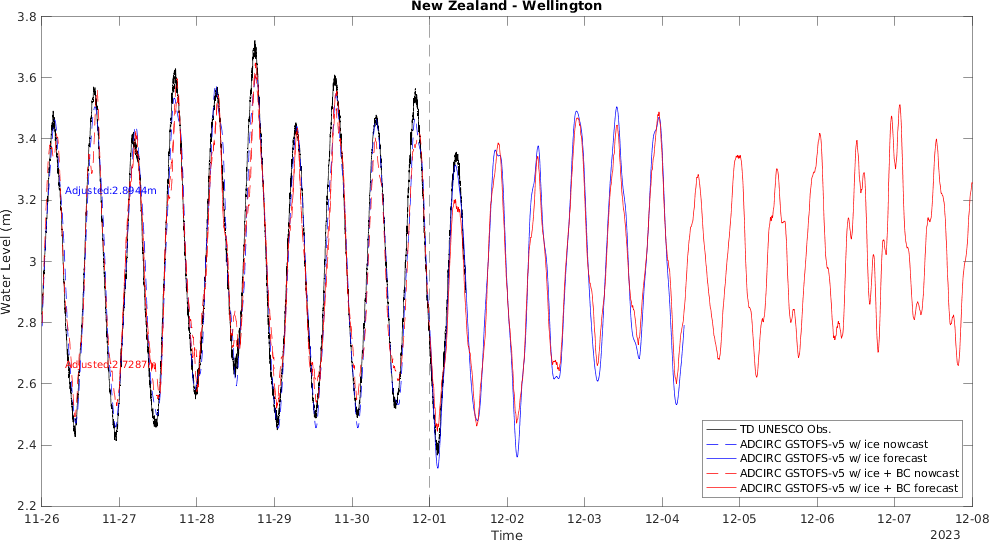 New Zealand - Wellington
3.8
3.6
3.4
3.2
3
2.8
2.6
2.4
2.2
Water Level (m)
Adjusted:2.8944m
Adjusted:2.7287m
TD UNESCO Obs.
ADCIRC GSTOFS-v5 w/ ice nowcast
ADCIRC GSTOFS-v5 w/ ice forecast
ADCIRC GSTOFS-v5 w/ ice + BC nowcast
ADCIRC GSTOFS-v5 w/ ice + BC forecast
11-26 11-27 11-28 11-29 11-30 12-01 12-02 12-03 12-04 12-05 12-06 12-07 12-08
Time
2023